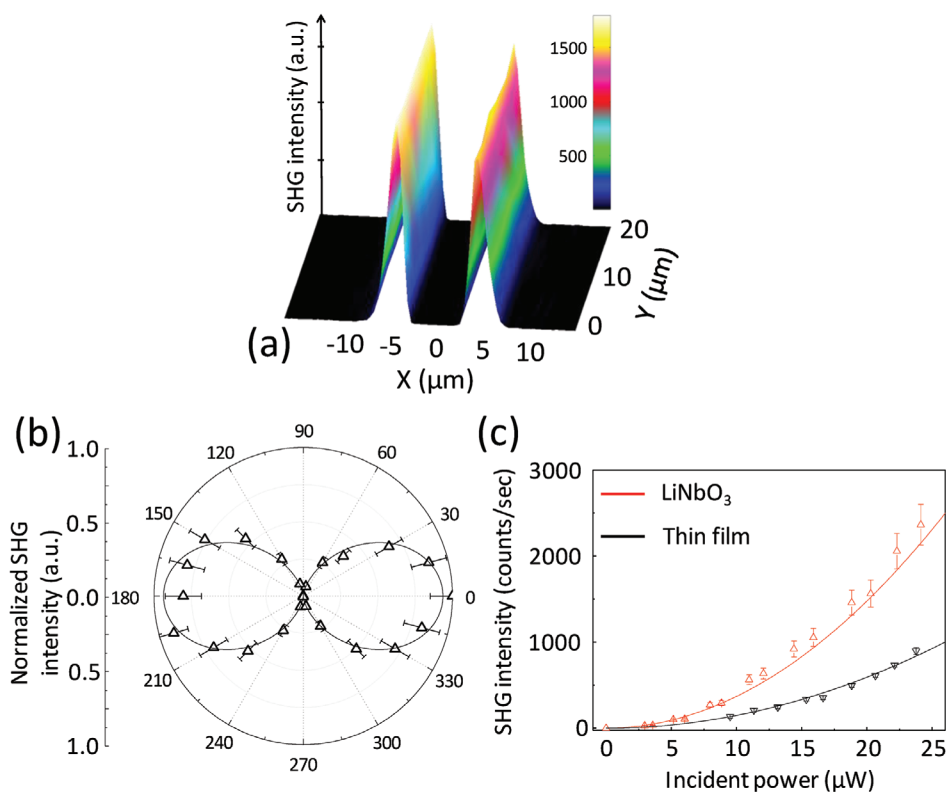 SHG intensity (a.u.)
1500
1000
500
20
10
0
Y (μm)
-10 -5 0 5 10
X (μm)
(a)
(b)
Normalized SHG
intensity (a.u.)
1.0
0.5
0.0
0.5
1.0
90
120 60
150 30
180 0
210 330
240 300
270
(c)
SHG intensity (counts/sec)
3000
2000
1000
0
LiNbO₃
Thin film
0 5 10 15 20 25
Incident power (μW)